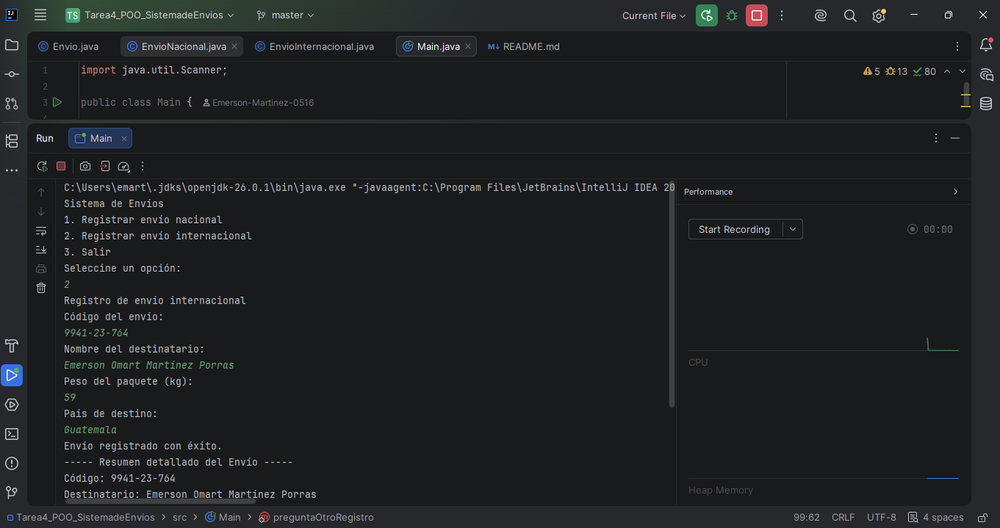 TS Tarea4_POO_SistemadeEnvios master Current File
Envio.java EnvioNacional.java EnvioInternacional.java Main.java README.md
1 import java.util.Scanner; 5 13 80
2
3 public class Main { Emerson-Martinez-0516
Run Main
C:\Users\emart\.jdks\openjdk-26.0.1\bin\java.exe "-javaagent:C:\Program Files\JetBrains\IntelliJ IDEA 20
Performance
Sistema de Envíos
1. Registrar envío nacional
2. Registrar envío internacional
3. Salir
Start Recording 00:00
Seleccine un opción:
2
Registro de envío internacional
Código del envío:
9941-23-764
Nombre del destinatario:
Emerson Omart Martínez Porras
CPU
Peso del paquete (kg):
59
País de destino:
Guatemala
Envío registrado con éxito.
----- Resumen detallado del Envío -----
Código: 9941-23-764
Destinatario: Emerson Omart Martínez Porras
Heap Memory
Tarea4_POO_SistemadeEnvios > src > Main > preguntaOtroRegistro 99:62 CRLF UTF-8 4 spaces